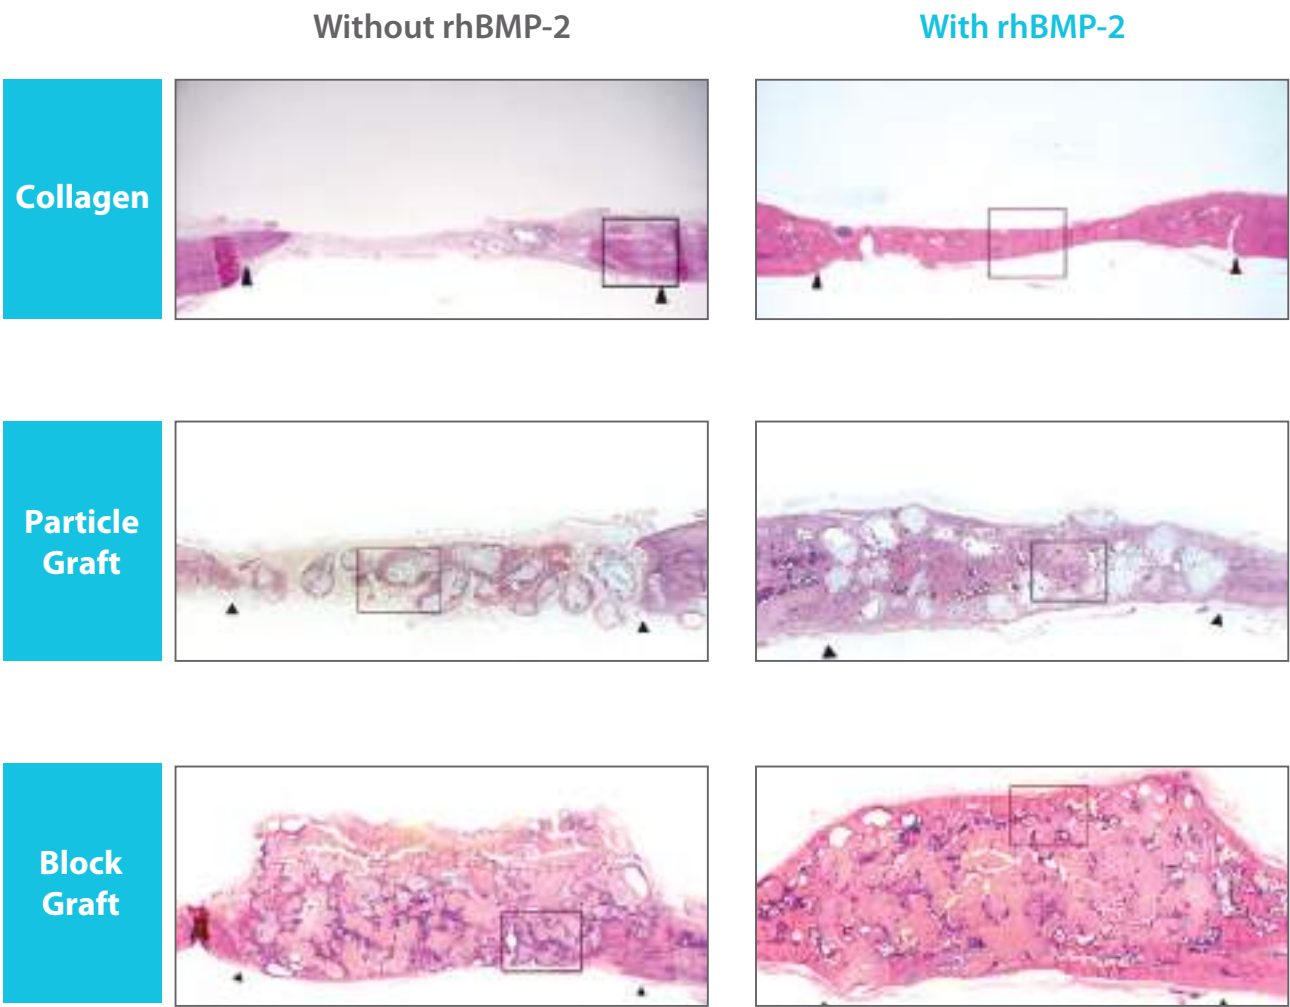 Without rhBMP-2
With rhBMP-2
Collagen
Particle
Graft
Block
Graft